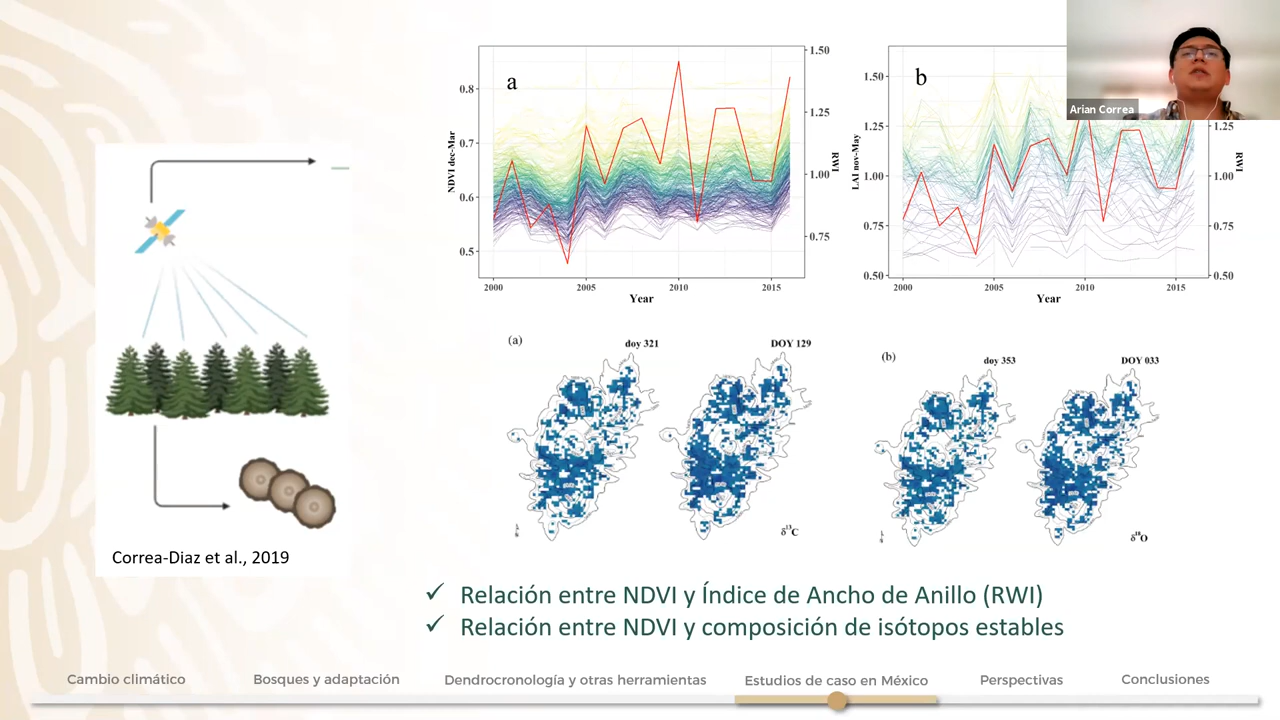 a
0.8
0.7
0.6
0.5
NDVI dec-Mar
1.50
1.25
1.00
0.75
RWI
2000
2005
2010
2015
Year
b
1.50
1.25
1.00
0.75
0.50
LAI nov-May
1.25
1.00
0.75
0.50
RWI
2000
2005
2010
2015
Year
Arian Correa
(a)
doy 321
DOY 129
δ¹³C
(b)
doy 353
DOY 033
δ¹⁸O
Correa-Diaz et al., 2019
✓ Relación entre NDVI y Índice de Ancho de Anillo (RWI)
✓ Relación entre NDVI y composición de isótopos estables
Cambio climático
Bosques y adaptación
Dendrocronología y otras herramientas
Estudios de caso en México
Perspectivas
Conclusiones